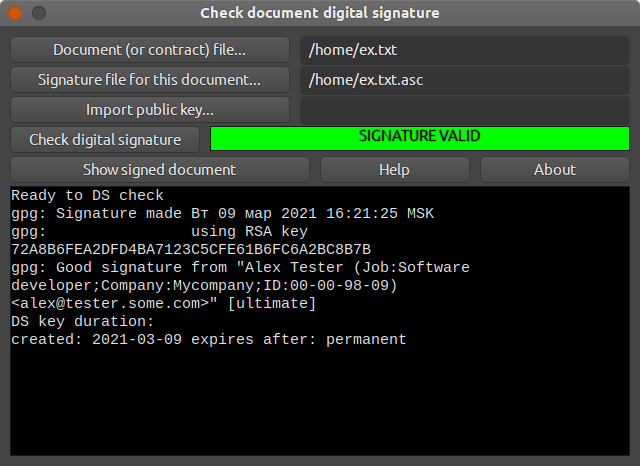 Check document digital signature
Document (or contract) file... /home/ex.txt
Signature file for this document... /home/ex.txt.asc
Import public key...
Check digital signature SIGNATURE VALID
Show signed document Help About
Ready to DS check
gpg: Signature made Вт 09 мар 2021 16:21:25 MSK
gpg:                using RSA key
72A8B6FEA2DFD4BA7123C5CFE61B6FC6A2BC8B7B
gpg: Good signature from "Alex Tester (Job:Software
developer;Company:Mycompany;ID:00-00-98-09)
<alex@tester.some.com>" [ultimate]
DS key duration:
created: 2021-03-09 expires after: permanent